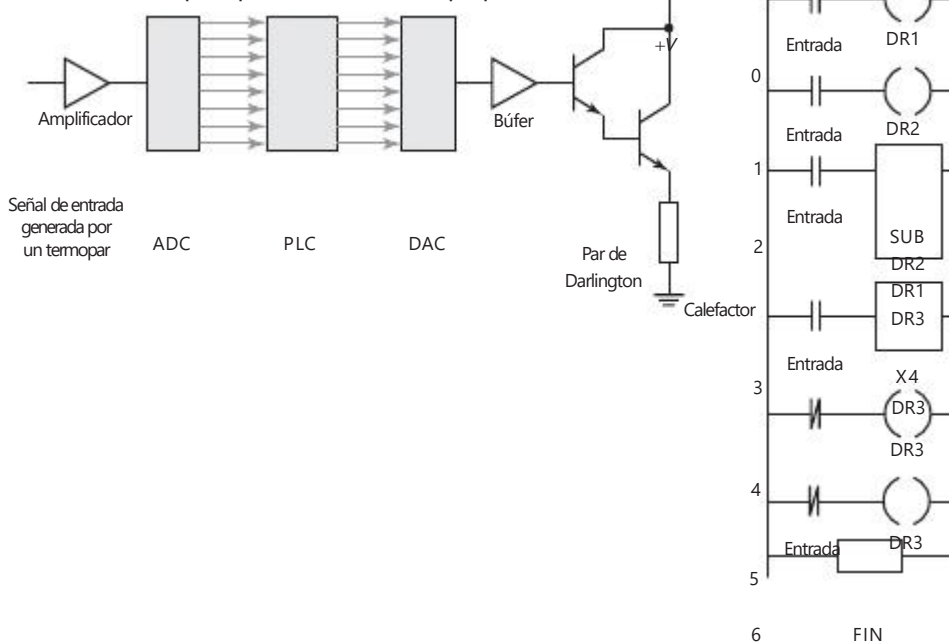 +V
Amplificador
Búfer
Señal de entrada
generada por
un termopar
ADC
PLC
DAC
Par de
Darlington
Calefactor
Entrada
DR1
0
DR2
Entrada
1
Entrada
2
SUB
DR2
DR1
DR3
Entrada
X4
3
DR3
DR3
4
Entrada
DR3
5
6
FIN